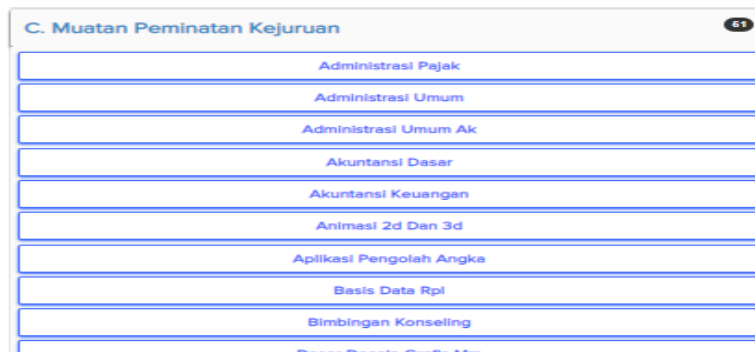 C. Muatan Peminatan Kejuruan
51
Administrasi Pajak
Administrasi Umum
Administrasi Umum Ak
Akuntansi Dasar
Akuntansi Keuangan
Animasi 2d Dan 3d
Aplikasi Pengolah Angka
Basis Data Rpl
Bimbingan Konseling